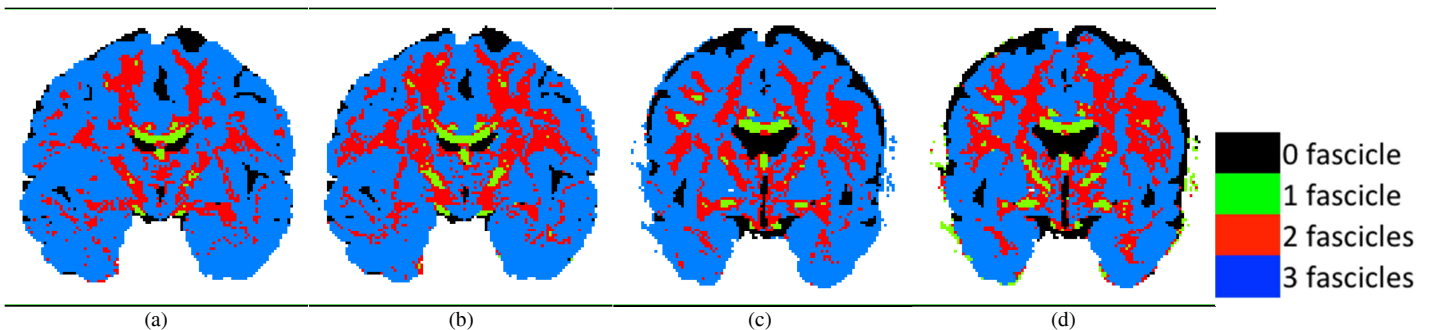 0 fascicle
1 fascicle
2 fascicles
3 fascicles
(a) (b) (c) (d)